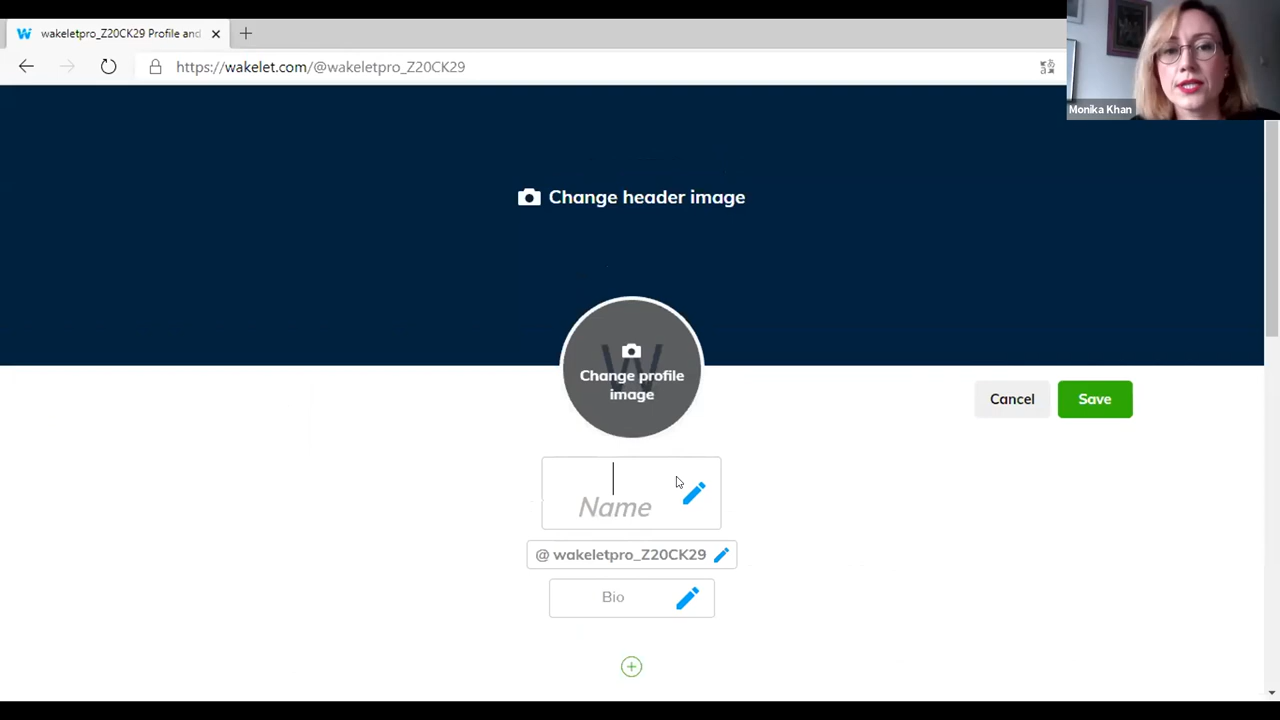 wakeletpro_Z20CK29 Profile and
https://wakelet.com/@wakeletpro_Z20CK29
Monika Khan
Change header image
W
Change profile
image
Cancel
Save
Name
@ wakeletpro_Z20CK29
Bio